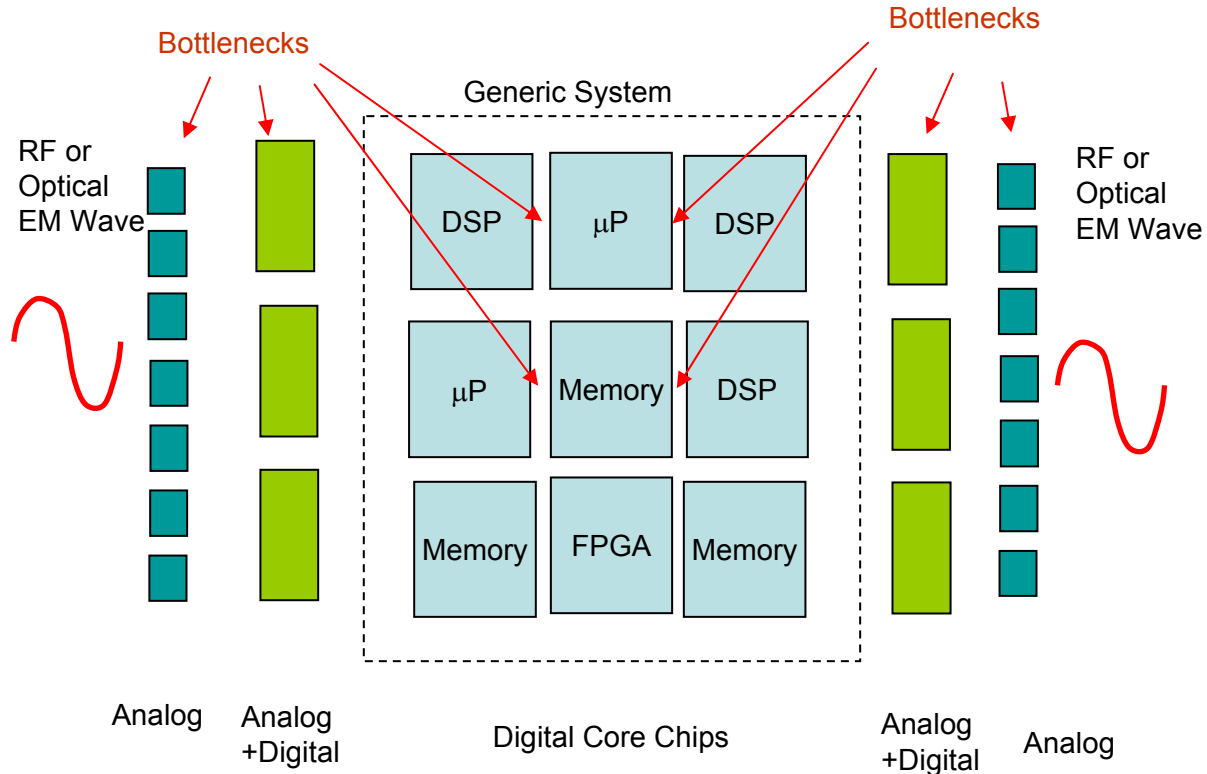 Bottlenecks
Bottlenecks
Generic System
RF or
Optical
EM Wave
RF or
Optical
EM Wave
DSP
μP
DSP
μP
Memory
DSP
Memory
FPGA
Memory
Analog
Analog
+Digital
Digital Core Chips
Analog
+Digital
Analog